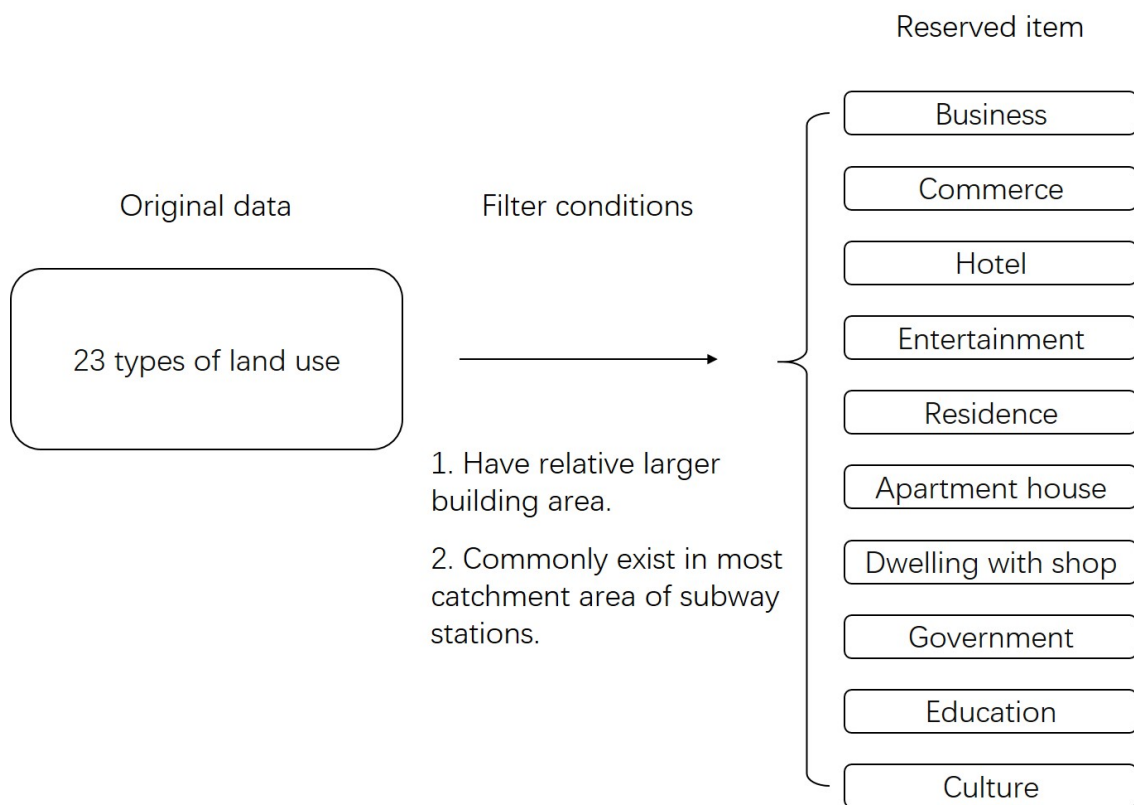 Original data
23 types of land use
Filter conditions
1. Have relative larger
building area.
2. Commonly exist in most
catchment area of subway
stations.
Reserved item
Business
Commerce
Hotel
Entertainment
Residence
Apartment house
Dwelling with shop
Government
Education
Culture